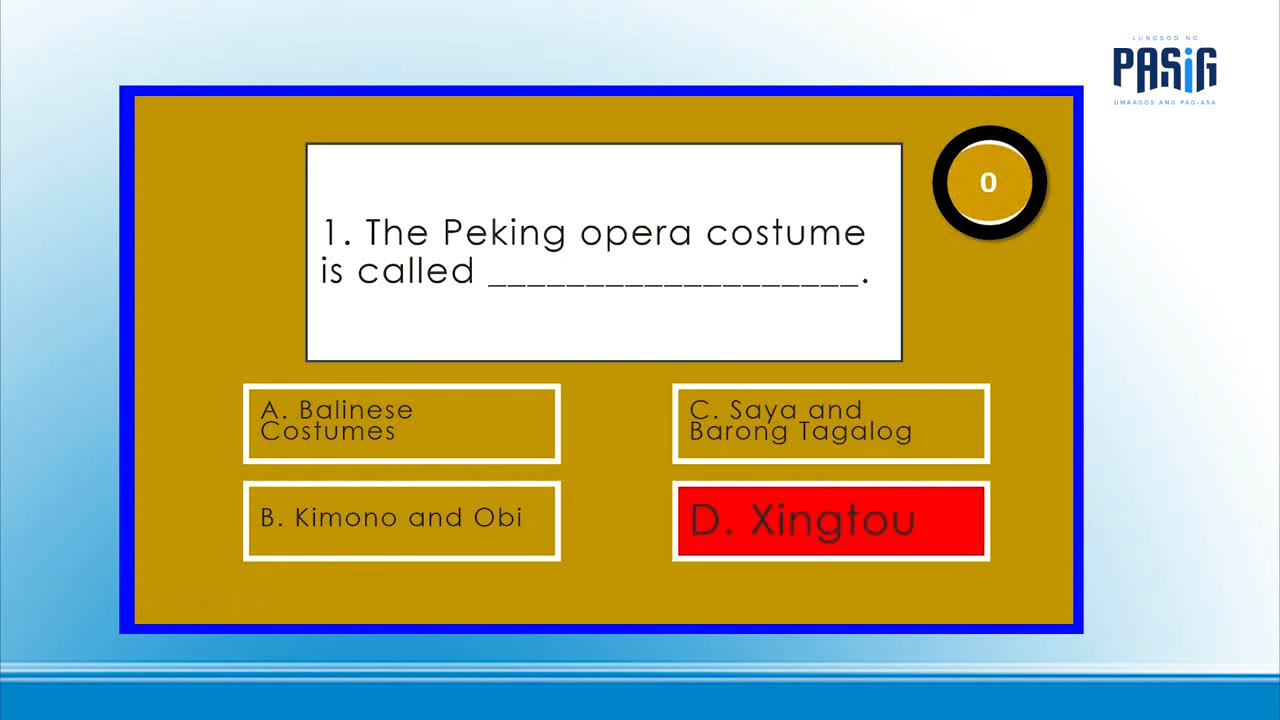 LUNGSOD NG
PASiG
UMAAGOS ANG PAG-ASA
0
1. The Peking opera costume
is called ___________________.
A. Balinese
Costumes
B. Kimono and Obi
C. Saya and
Barong Tagalog
D. Xingtou